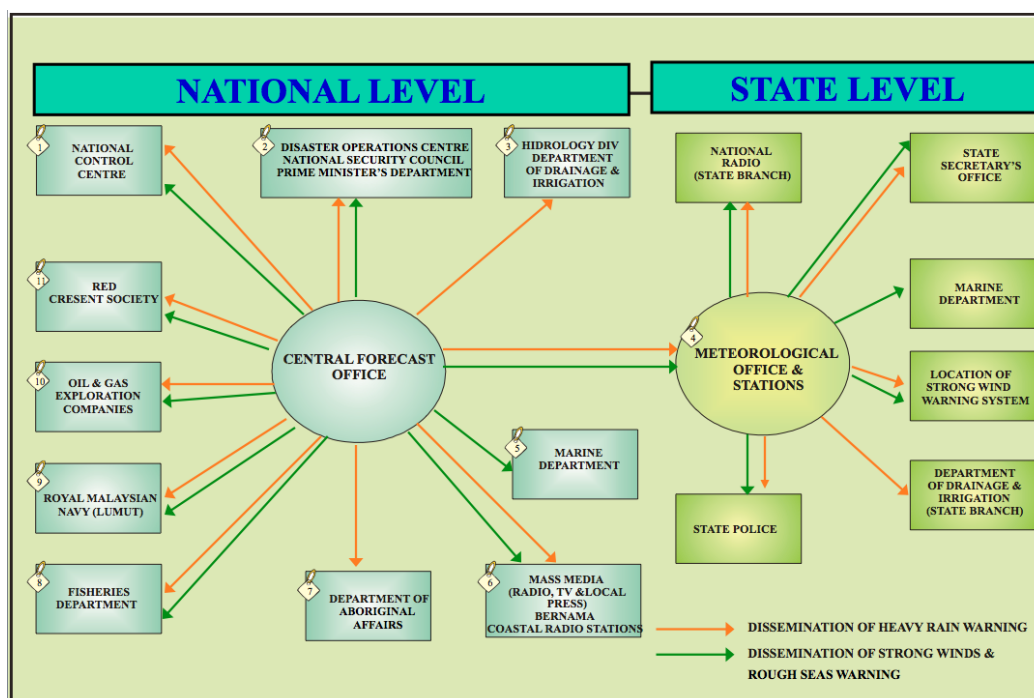 NATIONAL LEVEL
STATE LEVEL
1
NATIONAL
CONTROL
CENTRE
2
DISASTER OPERATIONS CENTRE
NATIONAL SECURITY COUNCIL
PRIME MINISTER'S DEPARTMENT
3
HIDROLOGY DIV
DEPARTMENT
OF DRAINAGE &
IRRIGATION
NATIONAL
RADIO
(STATE BRANCH)
STATE
SECRETARY'S
OFFICE
11
RED
CRESENT SOCIETY
CENTRAL FORECAST
OFFICE
4
METEOROLOGICAL
OFFICE &
STATIONS
MARINE
DEPARTMENT
10
OIL & GAS
EXPLORATION
COMPANIES
LOCATION OF
STRONG WIND
WARNING SYSTEM
5
MARINE
DEPARTMENT
9
ROYAL MALAYSIAN
NAVY (LUMUT)
STATE POLICE
DEPARTMENT
OF DRAINAGE &
IRRIGATION
(STATE BRANCH)
8
FISHERIES
DEPARTMENT
7
DEPARTMENT OF
ABORIGINAL
AFFAIRS
6
MASS MEDIA
(RADIO, TV &LOCAL
PRESS)
BERNAMA
COASTAL RADIO STATIONS
DISSEMINATION OF HEAVY RAIN WARNING
DISSEMINATION OF STRONG WINDS &
ROUGH SEAS WARNING